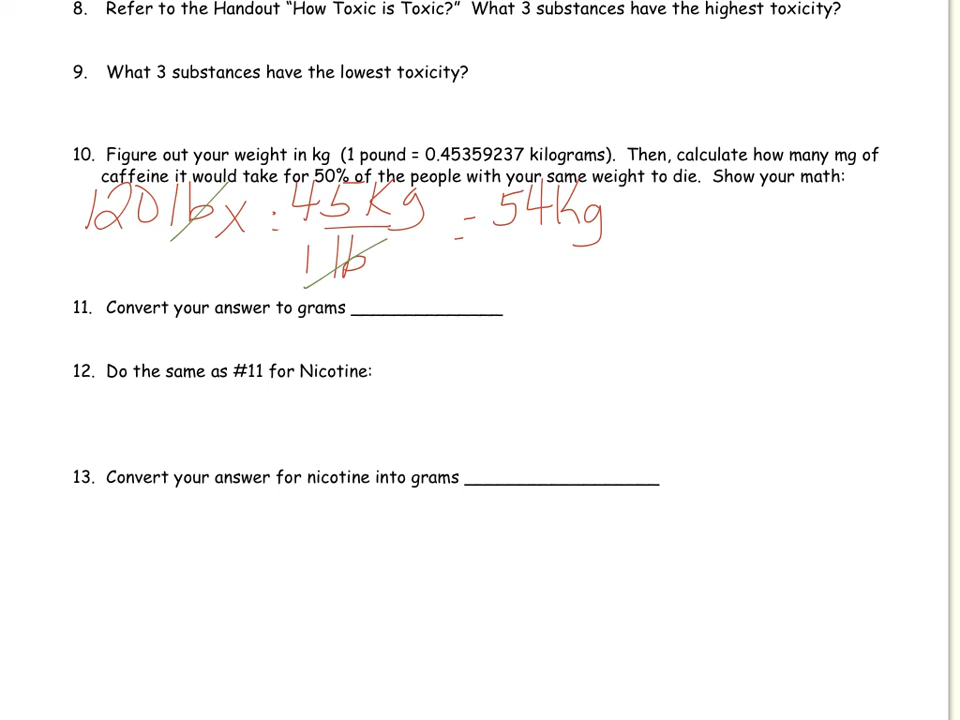 8. Refer to the Handout “How Toxic is Toxic?” What 3 substances have the highest toxicity?
9. What 3 substances have the lowest toxicity?
10. Figure out your weight in kg (1 pound = 0.45359237 kilograms). Then, calculate how many mg of
caffeine it would take for 50% of the people with your same weight to die. Show your math:
120 lb x : 45 Kg = 54 Kg
1 lb
11. Convert your answer to grams ______________
12. Do the same as #11 for Nicotine:
13. Convert your answer for nicotine into grams __________________